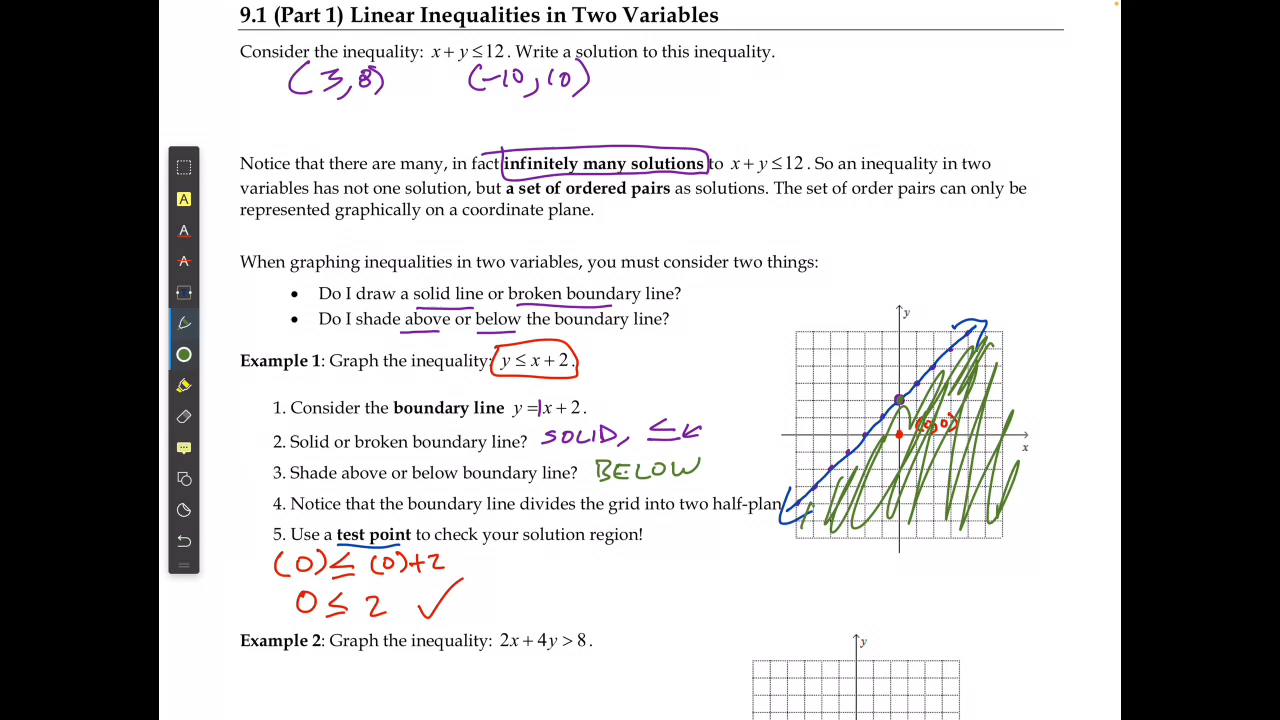 9.1 (Part 1) Linear Inequalities in Two Variables
Consider the inequality: x + y ≤ 12. Write a solution to this inequality.
(3,8) (-10,10)
Notice that there are many, in fact infinitely many solutions to x + y ≤ 12. So an inequality in two
variables has not one solution, but a set of ordered pairs as solutions. The set of order pairs can only be
represented graphically on a coordinate plane.
When graphing inequalities in two variables, you must consider two things:
• Do I draw a solid line or broken boundary line?
• Do I shade above or below the boundary line?
Example 1: Graph the inequality: y ≤ x + 2.
1. Consider the boundary line y = 1x + 2.
2. Solid or broken boundary line? SOLID, ≤
3. Shade above or below boundary line? BELOW
4. Notice that the boundary line divides the grid into two half-plan
5. Use a test point to check your solution region!
(0) ≤ (0)+2
0 ≤ 2 ✓
y
(0,0)
x
Example 2: Graph the inequality: 2x + 4y > 8.
y
A
A
A